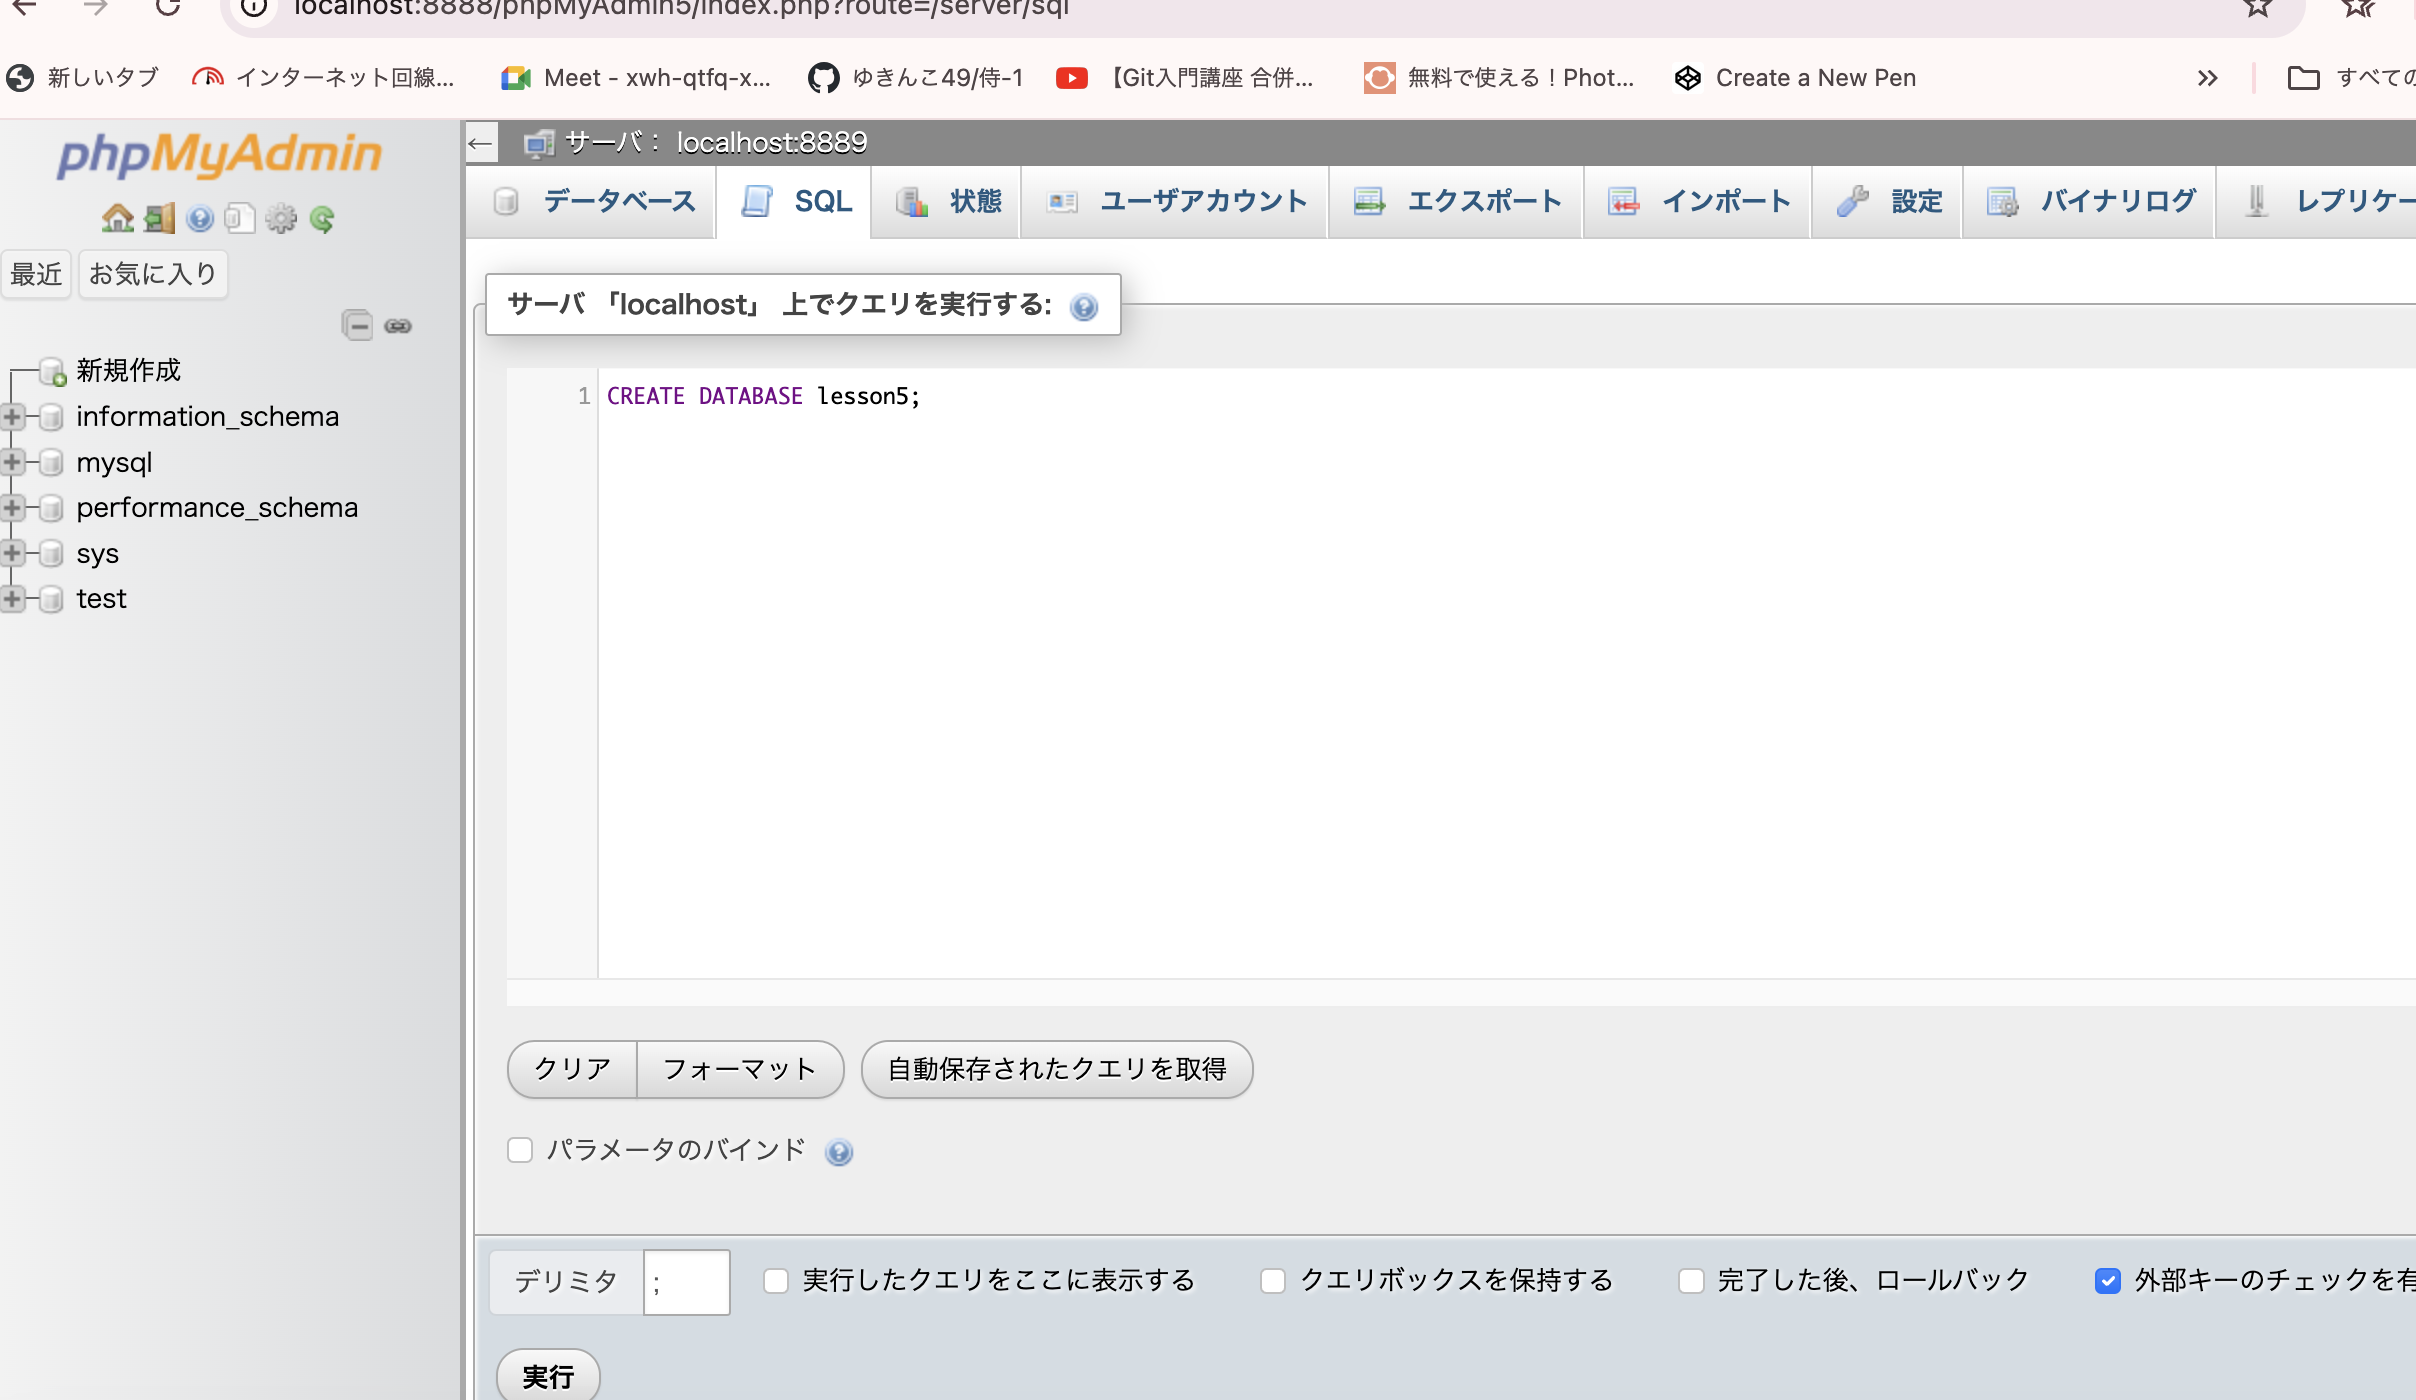 localhost:8888/phpMyAdmin5/index.php?route=/server/sql
新しいタブ インターネット回線... Meet - xwh-qtfq-x... ゆきんこ49/侍-1 【Git入門講座 合併... 無料で使える！Phot... Create a New Pen » すべての
phpMyAdmin
← サーバ： localhost:8889
データベース SQL 状態 ユーザアカウント エクスポート インポート 設定 バイナリログ レプリケー
最近 お気に入り
サーバ 「localhost」 上でクエリを実行する:
新規作成
information_schema
mysql
performance_schema
sys
test
1 CREATE DATABASE lesson5;
クリア フォーマット 自動保存されたクエリを取得
パラメータのバインド
デリミタ ; 実行したクエリをここに表示する クエリボックスを保持する 完了した後、ロールバック 外部キーのチェックを有
実行